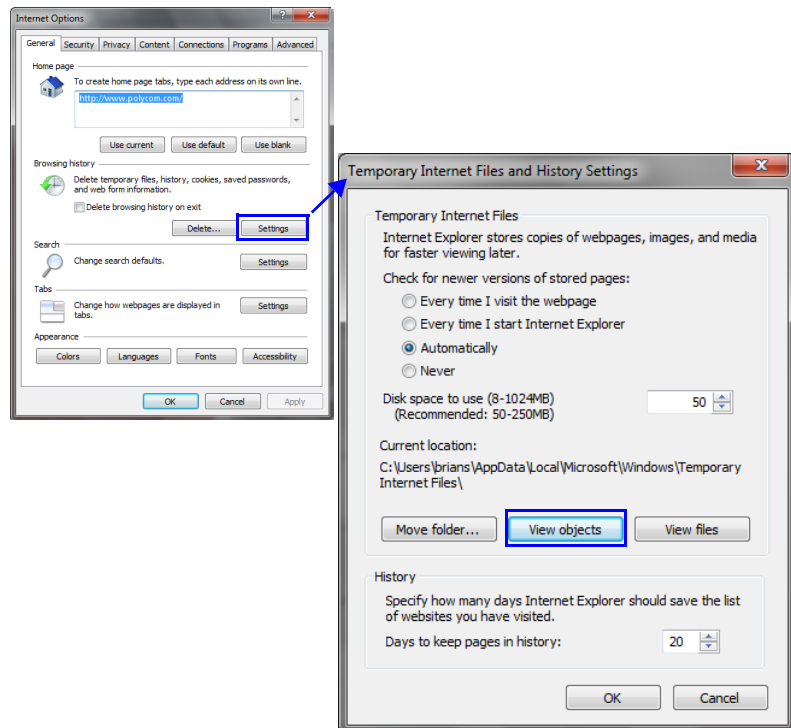 Internet Options
General Security Privacy Content Connections Programs Advanced
Home page
To create home page tabs, type each address on its own line.
http://www.polycom.com/
Use current Use default Use blank
Browsing history
Delete temporary files, history, cookies, saved passwords,
and web form information.
Delete browsing history on exit
Delete... Settings
Search
Change search defaults. Settings
Tabs
Change how webpages are displayed in Settings
tabs.
Appearance
Colors Languages Fonts Accessibility
OK Cancel Apply
Temporary Internet Files and History Settings
Temporary Internet Files
Internet Explorer stores copies of webpages, images, and media
for faster viewing later.
Check for newer versions of stored pages:
Every time I visit the webpage
Every time I start Internet Explorer
Automatically
Never
Disk space to use (8-1024MB) 50
(Recommended: 50-250MB)
Current location:
C:\Users\brians\AppData\Local\Microsoft\Windows\Temporary
Internet Files\
Move folder... View objects View files
History
Specify how many days Internet Explorer should save the list
of websites you have visited.
Days to keep pages in history: 20
OK Cancel